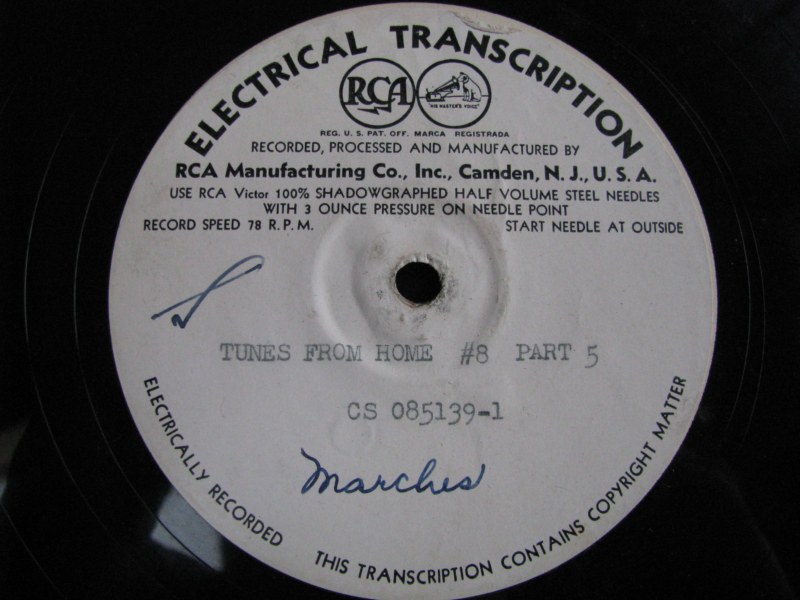 ELECTRICAL TRANSCRIPTION
RCA
"HIS MASTER'S VOICE"
REG. U. S. PAT. OFF. MARCA REGISTRADA
RECORDED, PROCESSED AND MANUFACTURED BY
RCA Manufacturing Co., Inc., Camden, N. J., U. S. A.
USE RCA Victor 100% SHADOWGRAPHED HALF VOLUME STEEL NEEDLES
WITH 3 OUNCE PRESSURE ON NEEDLE POINT
RECORD SPEED 78 R. P. M. START NEEDLE AT OUTSIDE
TUNES FROM HOME #8 PART 5
CS 085139-1
Marches
ELECTRICALLY RECORDED
THIS TRANSCRIPTION CONTAINS COPYRIGHT MATTER